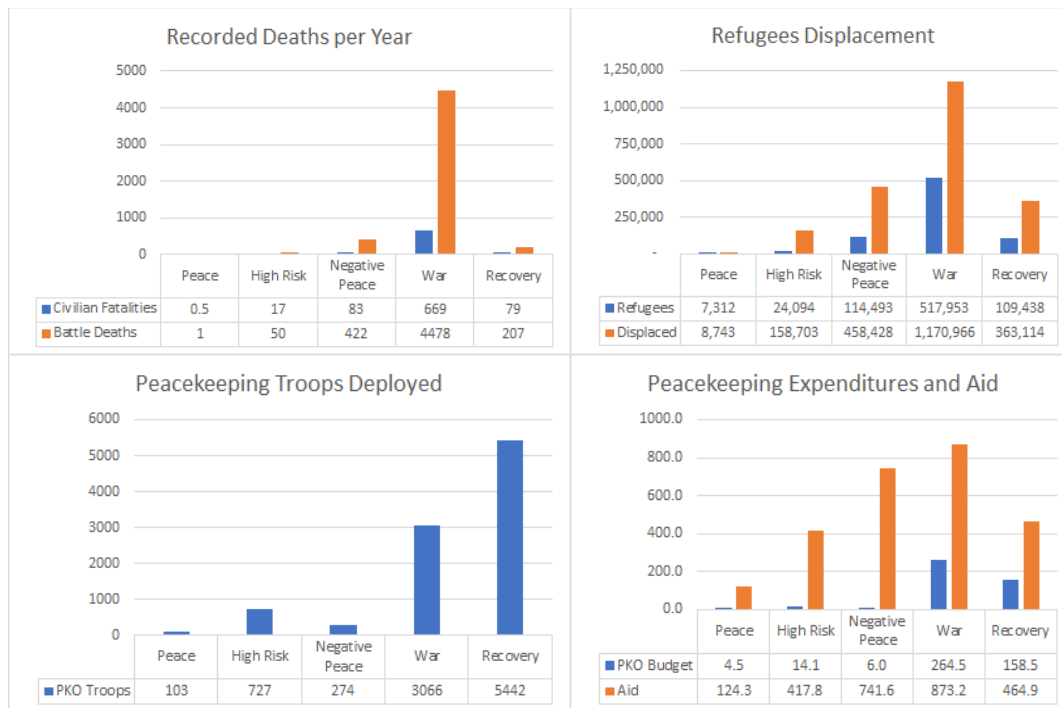 Recorded Deaths per Year
5000
4000
3000
2000
1000
0
Peace High Risk Negative Peace War Recovery
Civilian Fatalities 0.5 17 83 669 79
Battle Deaths 1 50 422 4478 207
Refugees Displacement
1,250,000
1,000,000
750,000
500,000
250,000
-
Peace High Risk Negative Peace War Recovery
Refugees 7,312 24,094 114,493 517,953 109,438
Displaced 8,743 158,703 458,428 1,170,966 363,114
Peacekeeping Troops Deployed
6000
5000
4000
3000
2000
1000
0
Peace High Risk Negative Peace War Recovery
PKO Troops 103 727 274 3066 5442
Peacekeeping Expenditures and Aid
1000.0
800.0
600.0
400.0
200.0
0.0
Peace High Risk Negative Peace War Recovery
PKO Budget 4.5 14.1 6.0 264.5 158.5
Aid 124.3 417.8 741.6 873.2 464.9